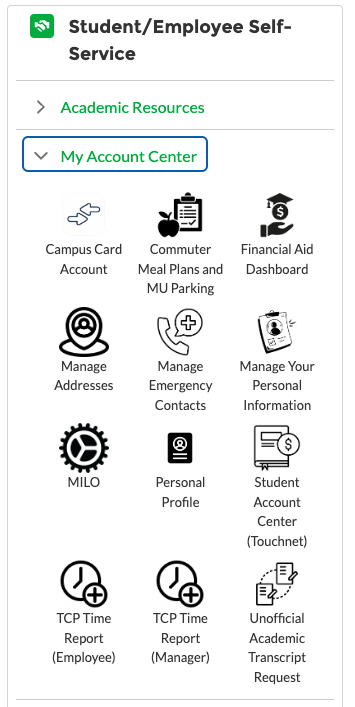 Student/Employee Self-
Service
Academic Resources
My Account Center
Campus Card
Account
Commuter
Meal Plans and
MU Parking
Financial Aid
Dashboard
Manage
Addresses
Manage
Emergency
Contacts
Manage Your
Personal
Information
MILO
Personal
Profile
Student
Account
Center
(Touchnet)
TCP Time
Report
(Employee)
TCP Time
Report
(Manager)
Unofficial
Academic
Transcript
Request